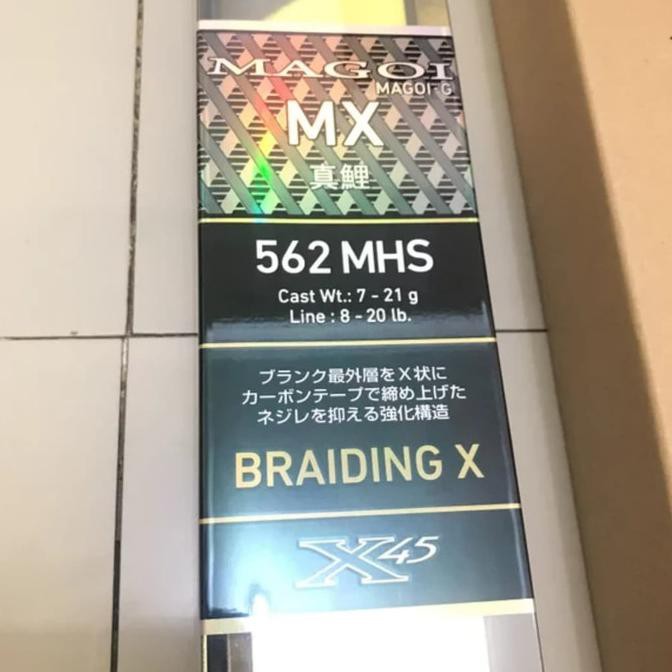 MAGOI
MAGOI-G
MX
真鯉
562 MHS
Cast Wt.: 7 - 21 g
Line : 8 - 20 lb.
ブランク最外層をX状に
カーボンテープで締め上げた
ネジレを抑える強化構造
BRAIDING X
X45